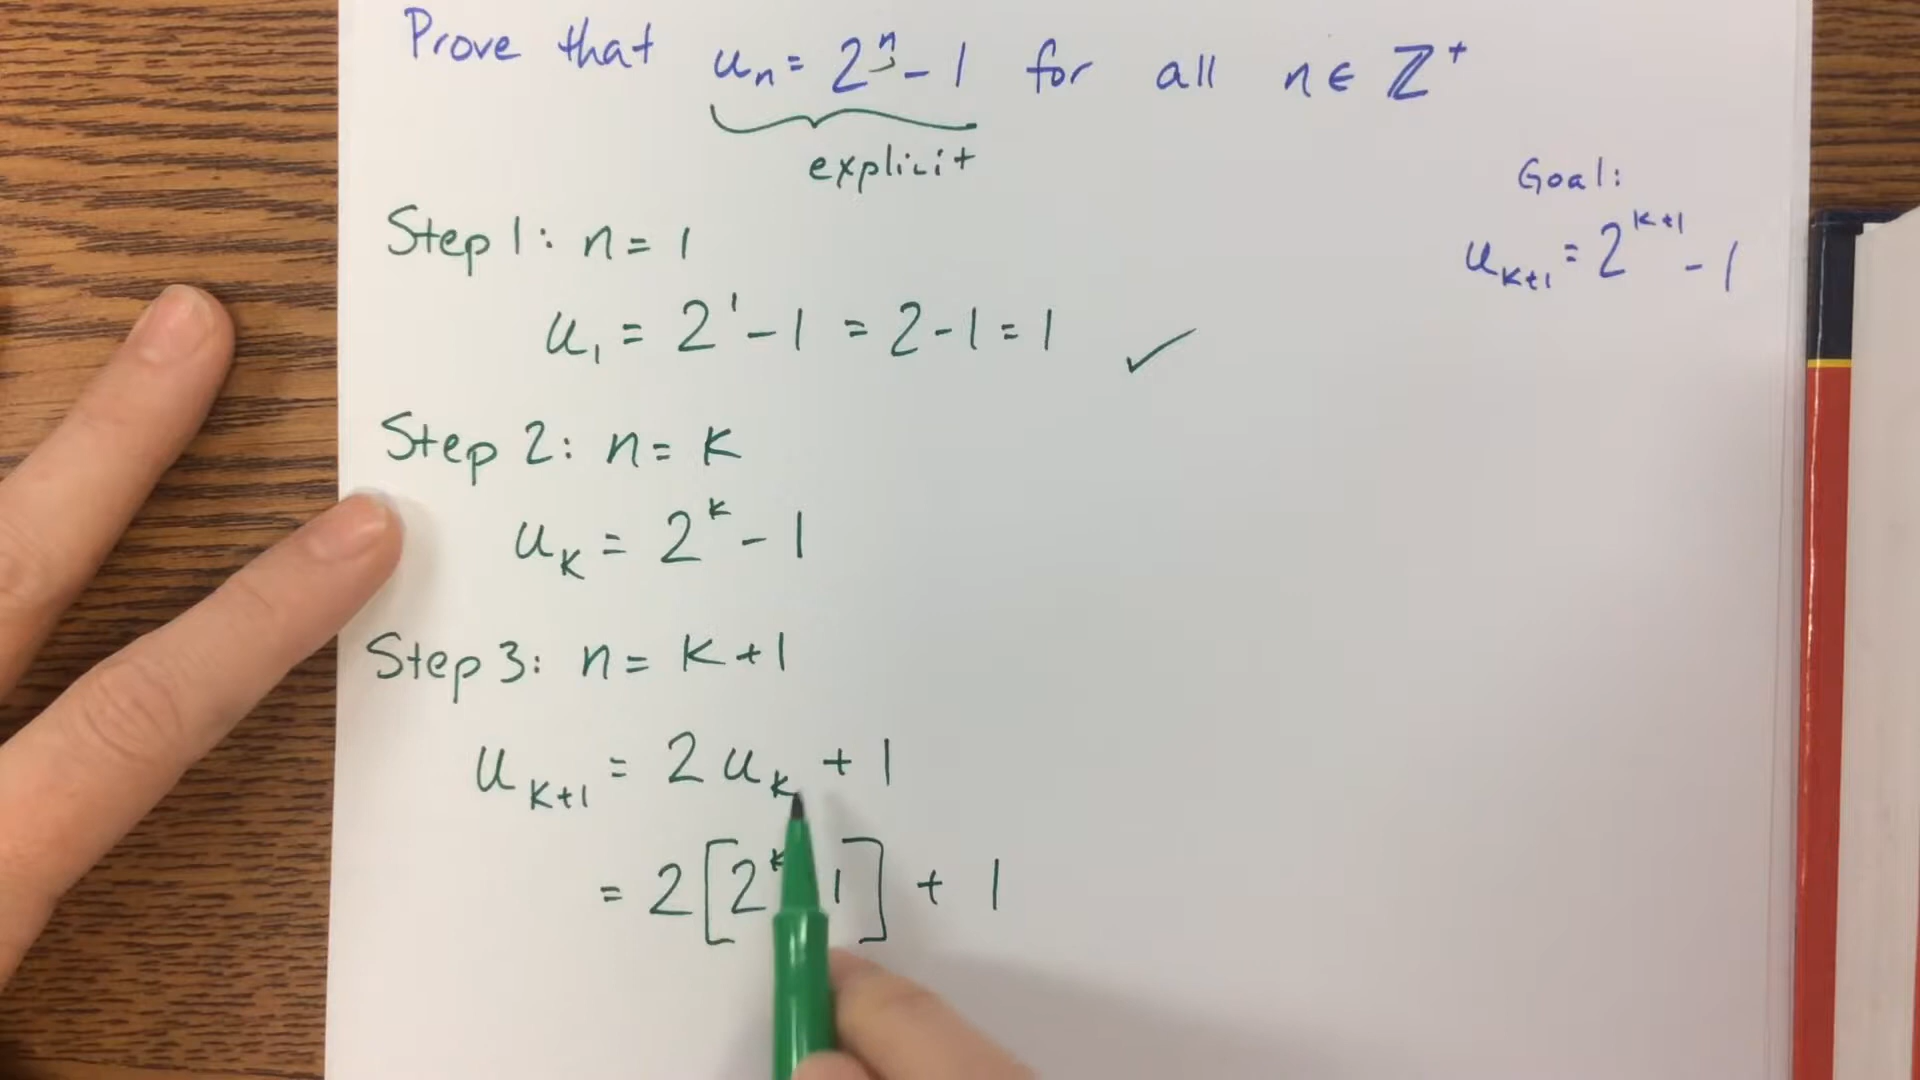 Prove that uₙ = 2ⁿ - 1 for all n ∈ ℤ⁺
explicit
Goal:
uₖ₊₁ = 2ᵏ⁺¹ - 1
Step 1: n = 1
u₁ = 2¹ - 1 = 2 - 1 = 1 ✓
Step 2: n = k
uₖ = 2ᵏ - 1
Step 3: n = k + 1
uₖ₊₁ = 2uₖ + 1
= 2[2ᵏ 1] + 1